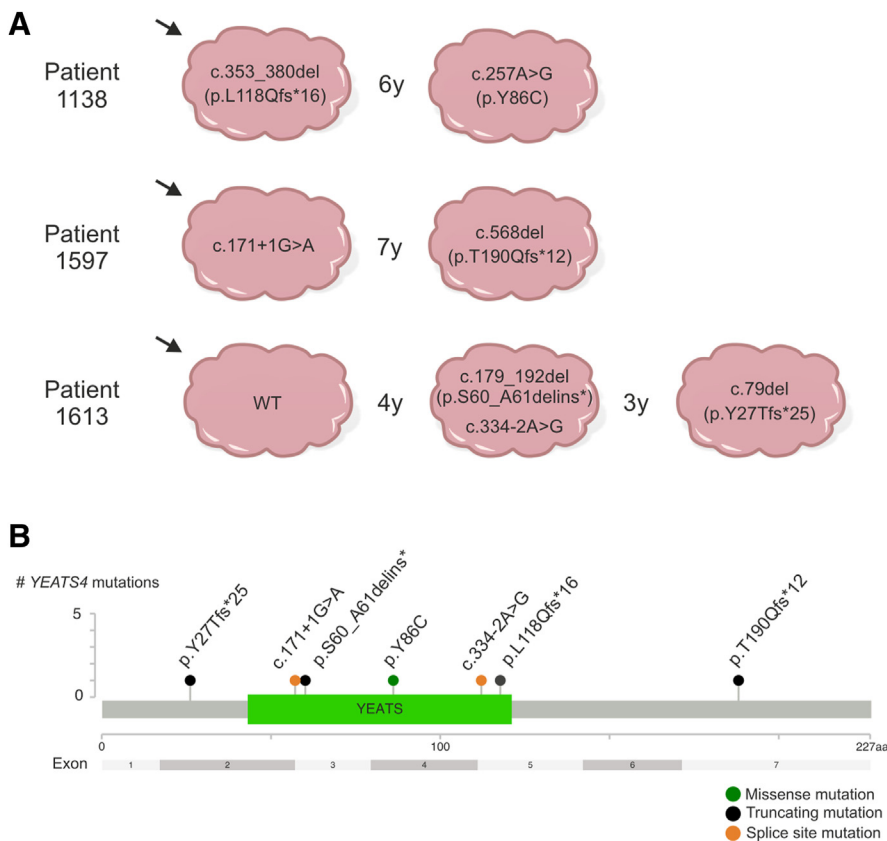 A
Patient
1138
c.353_380del
(p.L118Qfs*16)
6y
c.257A>G
(p.Y86C)
Patient
1597
c.171+1G>A
7y
c.568del
(p.T190Qfs*12)
Patient
1613
WT
4y
c.179_192del
(p.S60_A61delins*)
c.334-2A>G
3y
c.79del
(p.Y27Tfs*25)
B
# YEATS4 mutations
5
0
p.Y27Tfs*25
c.171+1G>A
p.S60_A61delins*
p.Y86C
c.334-2A>G
p.L118Qfs*16
p.T190Qfs*12
YEATS
0
100
227aa
Exon
1
2
3
4
5
6
7
Missense mutation
Truncating mutation
Splice site mutation